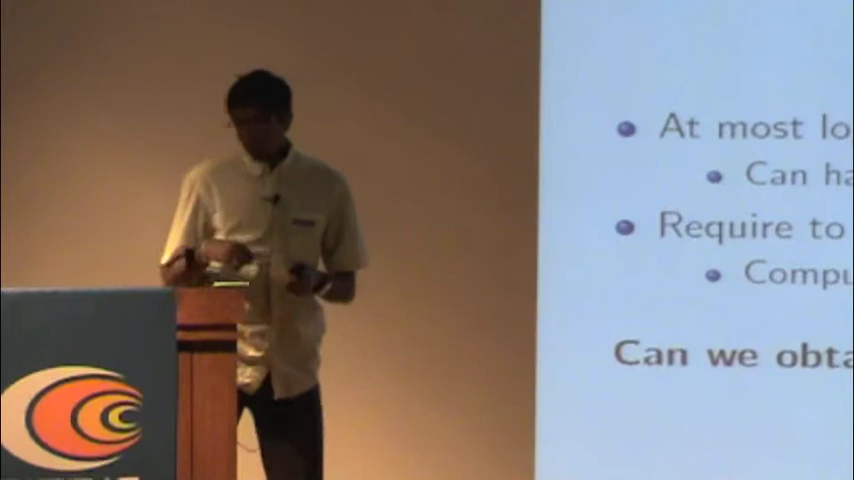 At most lo
Can ha
Require to
Compu
Can we obta